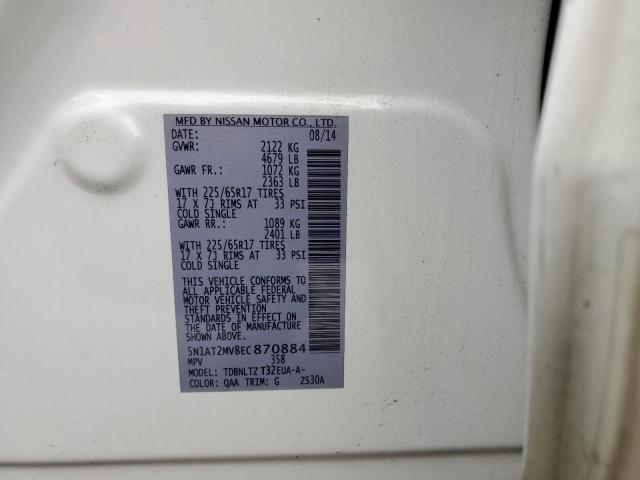 MFD BY NISSAN MOTOR CO., LTD.
DATE: 08/14
GVWR: 2122 KG
4679 LB
GAWR FR.: 1072 KG
2363 LB
WITH 225/65R17 TIRES
17 X 7J RIMS AT 33 PSI
COLD SINGLE
GAWR RR.: 1089 KG
2401 LB
WITH 225/65R17 TIRES
17 X 7J RIMS AT 33 PSI
COLD SINGLE
THIS VEHICLE CONFORMS TO
ALL APPLICABLE FEDERAL
MOTOR VEHICLE SAFETY AND
THEFT PREVENTION
STANDARDS IN EFFECT ON
THE DATE OF MANUFACTURE
SHOWN ABOVE.
5N1AT2MV8EC870884
MPV 358
MODEL: TDBNLTZ T32EUA-A-
COLOR: QAA TRIM: G ZS30A